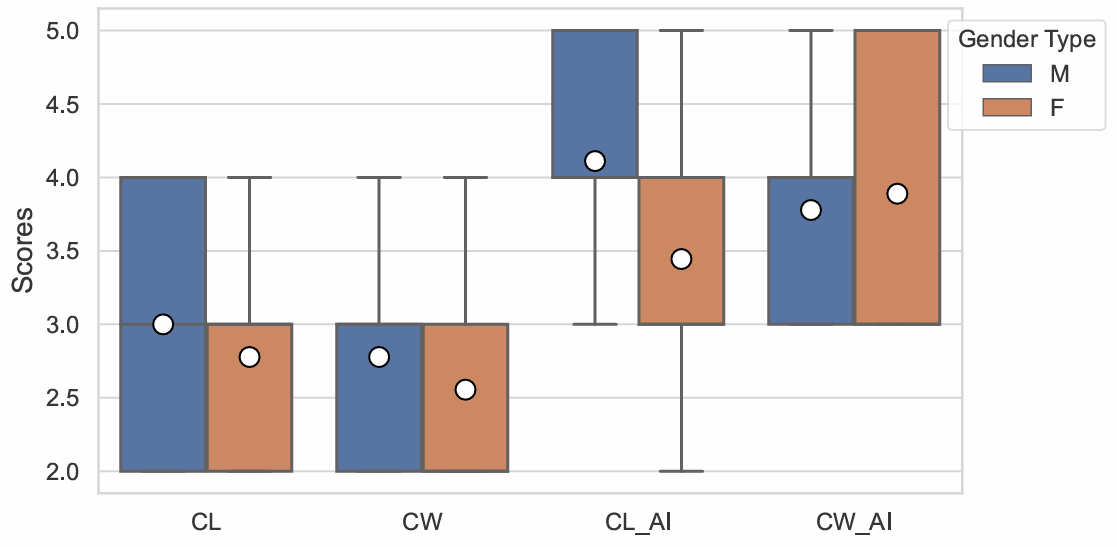 Scores
5.0
4.5
4.0
3.5
3.0
2.5
2.0
CL
CW
CL_AI
CW_AI
Gender Type
M
F